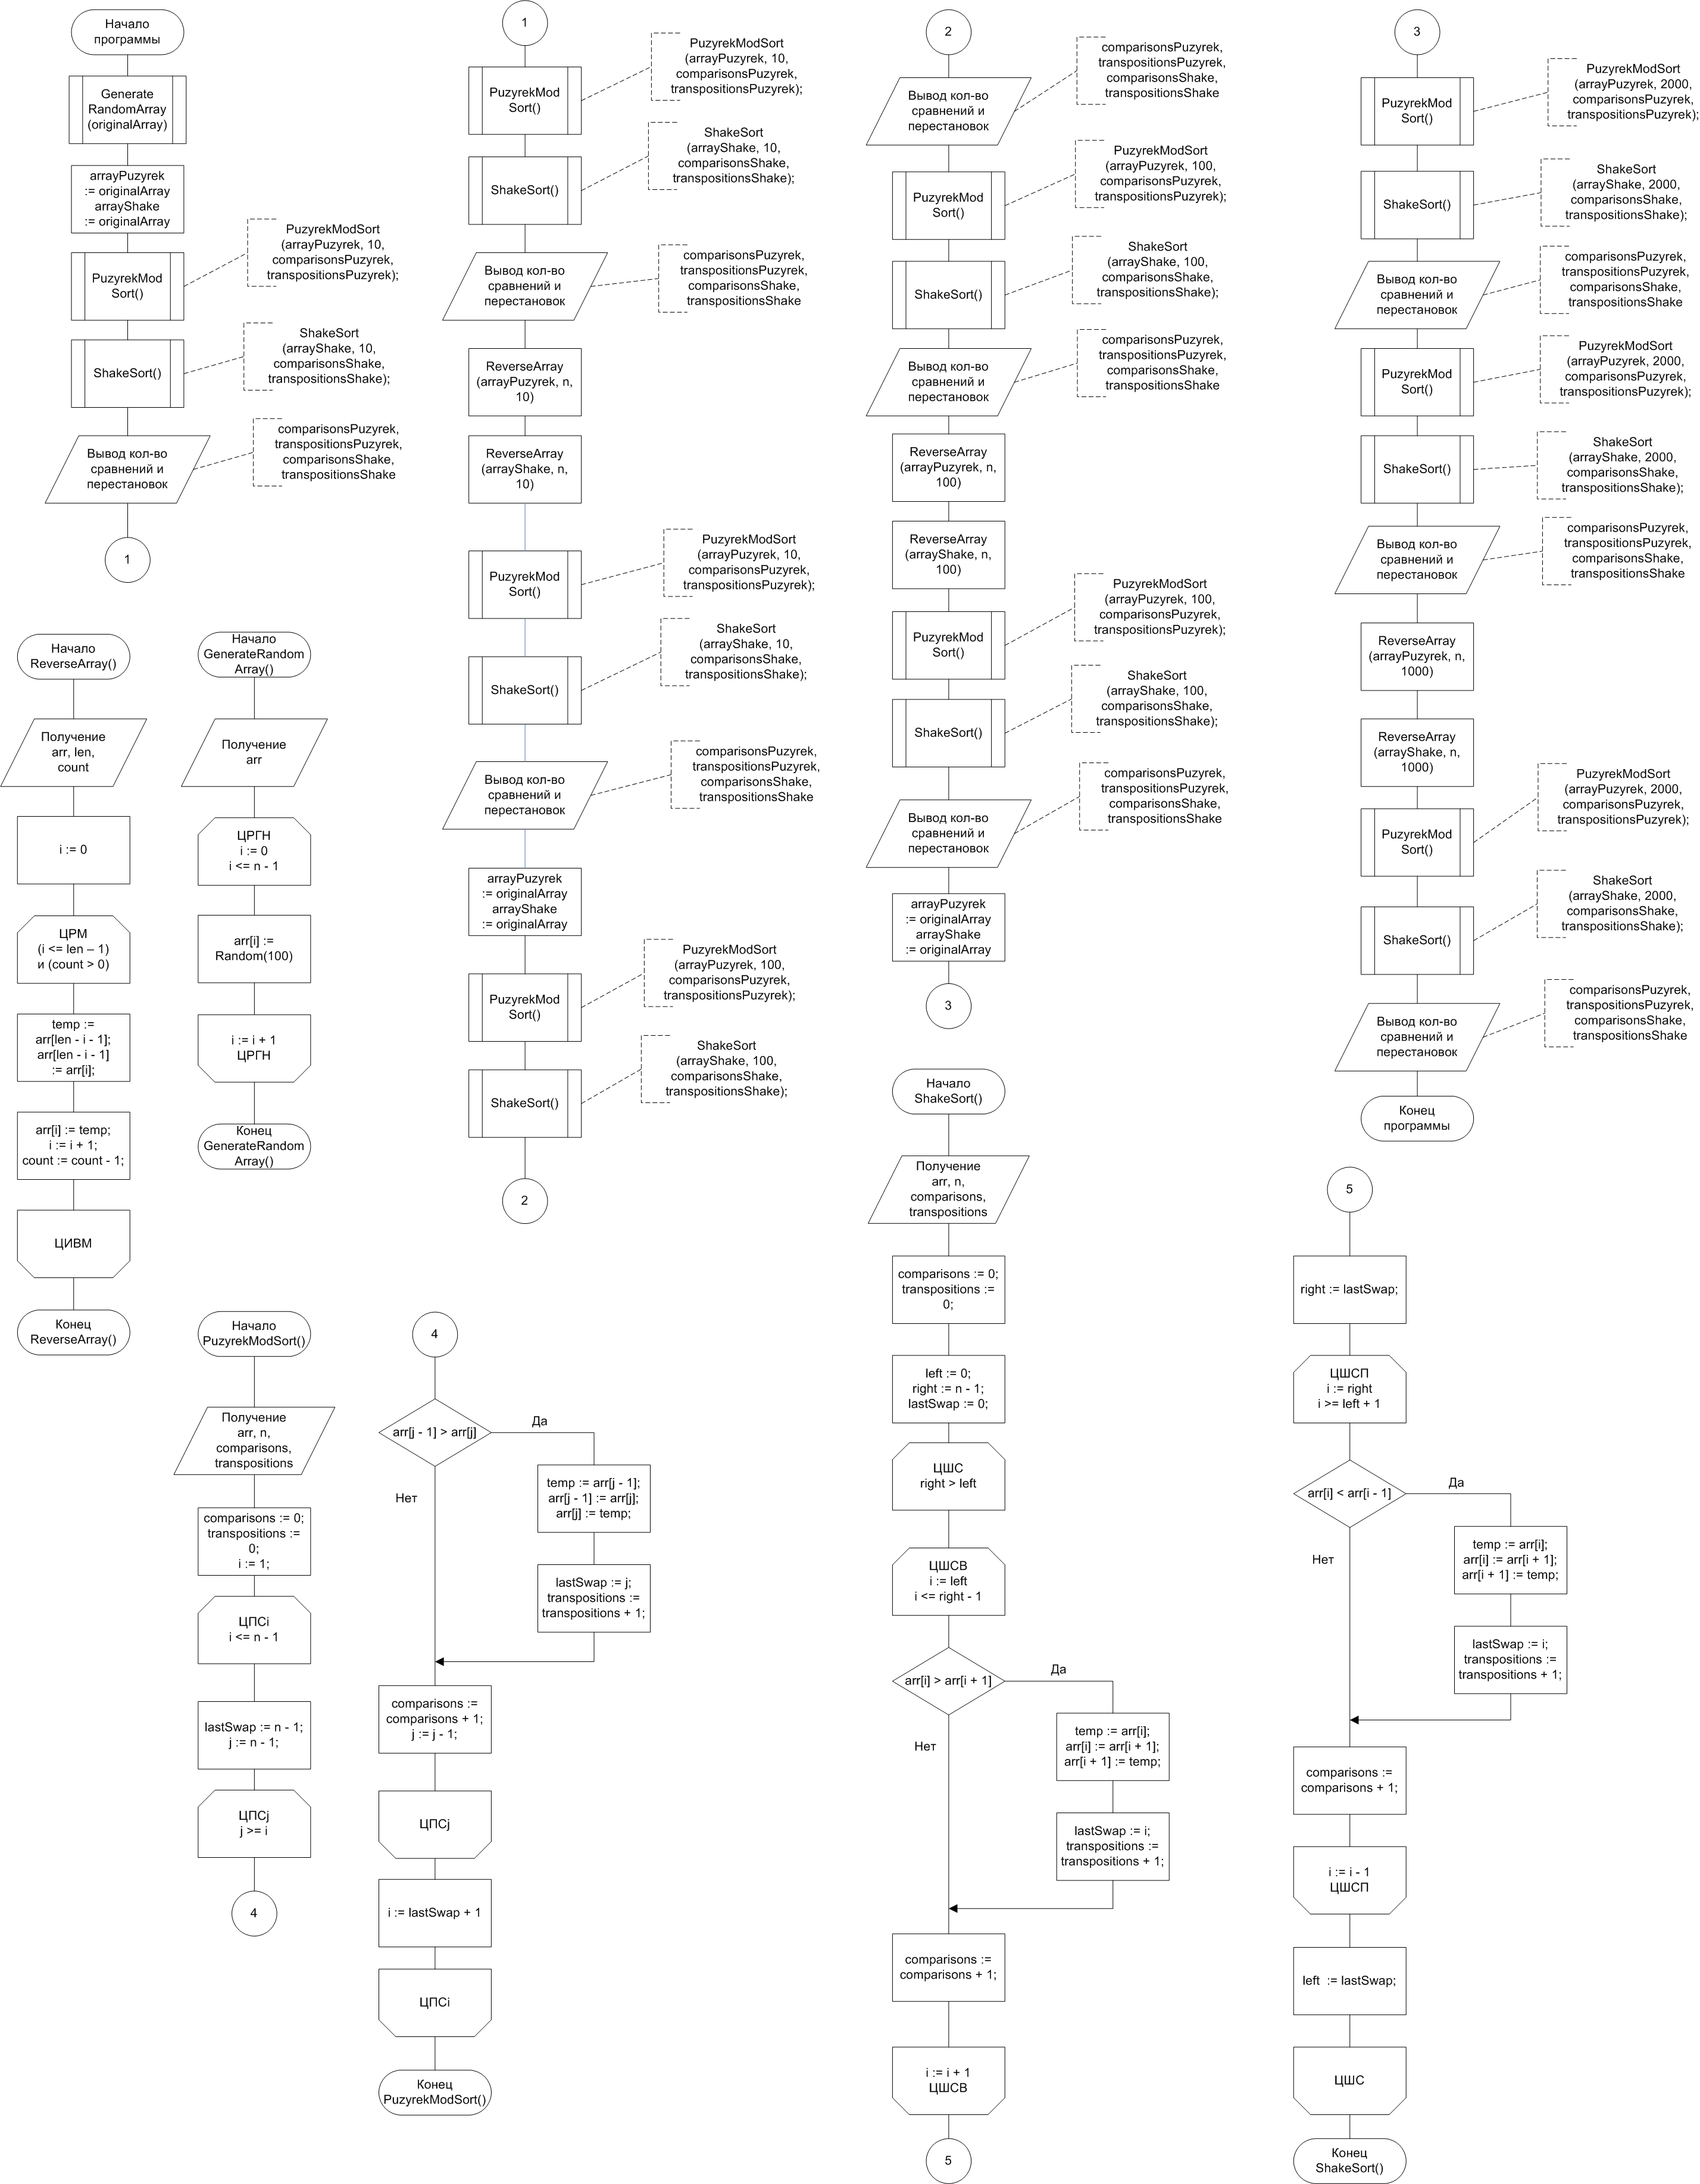 Начало
программы
Generate
RandomArray
(originalArray)
arrayPuzyrek
:= originalArray
arrayShake
:= originalArray
PuzyrekMod
Sort()
PuzyrekModSort
(arrayPuzyrek, 10,
comparisonsPuzyrek,
transpositionsPuzyrek);
ShakeSort()
ShakeSort
(arrayShake, 10,
comparisonsShake,
transpositionsShake);
Вывод кол-во
сравнений и
перестановок
comparisonsPuzyrek,
transpositionsPuzyrek,
comparisonsShake,
transpositionsShake
1
1
PuzyrekMod
Sort()
PuzyrekModSort
(arrayPuzyrek, 10,
comparisonsPuzyrek,
transpositionsPuzyrek);
ShakeSort()
ShakeSort
(arrayShake, 10,
comparisonsShake,
transpositionsShake);
Вывод кол-во
сравнений и
перестановок
comparisonsPuzyrek,
transpositionsPuzyrek,
comparisonsShake,
transpositionsShake
ReverseArray
(arrayPuzyrek, n,
10)
ReverseArray
(arrayShake, n,
10)
PuzyrekMod
Sort()
PuzyrekModSort
(arrayPuzyrek, 10,
comparisonsPuzyrek,
transpositionsPuzyrek);
ShakeSort()
ShakeSort
(arrayShake, 10,
comparisonsShake,
transpositionsShake);
Вывод кол-во
сравнений и
перестановок
comparisonsPuzyrek,
transpositionsPuzyrek,
comparisonsShake,
transpositionsShake
arrayPuzyrek
:= originalArray
arrayShake
:= originalArray
PuzyrekMod
Sort()
PuzyrekModSort
(arrayPuzyrek, 100,
comparisonsPuzyrek,
transpositionsPuzyrek);
ShakeSort()
ShakeSort
(arrayShake, 100,
comparisonsShake,
transpositionsShake);
2
2
Вывод кол-во
сравнений и
перестановок
comparisonsPuzyrek,
transpositionsPuzyrek,
comparisonsShake,
transpositionsShake
PuzyrekMod
Sort()
PuzyrekModSort
(arrayPuzyrek, 100,
comparisonsPuzyrek,
transpositionsPuzyrek);
ShakeSort()
ShakeSort
(arrayShake, 100,
comparisonsShake,
transpositionsShake);
Вывод кол-во
сравнений и
перестановок
comparisonsPuzyrek,
transpositionsPuzyrek,
comparisonsShake,
transpositionsShake
ReverseArray
(arrayPuzyrek, n,
100)
ReverseArray
(arrayShake, n,
100)
PuzyrekMod
Sort()
PuzyrekModSort
(arrayPuzyrek, 100,
comparisonsPuzyrek,
transpositionsPuzyrek);
ShakeSort()
ShakeSort
(arrayShake, 100,
comparisonsShake,
transpositionsShake);
Вывод кол-во
сравнений и
перестановок
comparisonsPuzyrek,
transpositionsPuzyrek,
comparisonsShake,
transpositionsShake
arrayPuzyrek
:= originalArray
arrayShake
:= originalArray
3
3
PuzyrekMod
Sort()
PuzyrekModSort
(arrayPuzyrek, 2000,
comparisonsPuzyrek,
transpositionsPuzyrek);
ShakeSort()
ShakeSort
(arrayShake, 2000,
comparisonsShake,
transpositionsShake);
Вывод кол-во
сравнений и
перестановок
comparisonsPuzyrek,
transpositionsPuzyrek,
comparisonsShake,
transpositionsShake
PuzyrekMod
Sort()
PuzyrekModSort
(arrayPuzyrek, 2000,
comparisonsPuzyrek,
transpositionsPuzyrek);
ShakeSort()
ShakeSort
(arrayShake, 2000,
comparisonsShake,
transpositionsShake);
Вывод кол-во
сравнений и
перестановок
comparisonsPuzyrek,
transpositionsPuzyrek,
comparisonsShake,
transpositionsShake
ReverseArray
(arrayPuzyrek, n,
1000)
ReverseArray
(arrayShake, n,
1000)
PuzyrekMod
Sort()
PuzyrekModSort
(arrayPuzyrek, 2000,
comparisonsPuzyrek,
transpositionsPuzyrek);
ShakeSort()
ShakeSort
(arrayShake, 2000,
comparisonsShake,
transpositionsShake);
Вывод кол-во
сравнений и
перестановок
comparisonsPuzyrek,
transpositionsPuzyrek,
comparisonsShake,
transpositionsShake
Конец
программы
Начало
ReverseArray()
Получение
arr, len,
count
i := 0
ЦРМ
(i <= len – 1)
и (count > 0)
temp :=
arr[len - i - 1];
arr[len - i - 1]
:= arr[i];
arr[i] := temp;
i := i + 1;
count := count - 1;
ЦИВМ
Конец
ReverseArray()
Начало
GenerateRandom
Array()
Получение
arr
ЦРГН
i := 0
i <= n - 1
arr[i] :=
Random(100)
i := i + 1
ЦРГН
Конец
GenerateRandom
Array()
Начало
PuzyrekModSort()
Получение
arr, n,
comparisons,
transpositions
comparisons := 0;
transpositions :=
0;
i := 1;
ЦПСi
i <= n - 1
lastSwap := n - 1;
j := n - 1;
ЦПСj
j >= i
4
4
arr[j - 1] > arr[j]
Да
Нет
temp := arr[j - 1];
arr[j - 1] := arr[j];
arr[j] := temp;
lastSwap := j;
transpositions :=
transpositions + 1;
comparisons :=
comparisons + 1;
j := j - 1;
ЦПСj
i := lastSwap + 1
ЦПСi
Конец
PuzyrekModSort()
Начало
ShakeSort()
Получение
arr, n,
comparisons,
transpositions
comparisons := 0;
transpositions :=
0;
left := 0;
right := n - 1;
lastSwap := 0;
ЦШС
right > left
ЦШСВ
i := left
i <= right - 1
arr[i] > arr[i + 1]
Да
Нет
temp := arr[i];
arr[i] := arr[i + 1];
arr[i + 1] := temp;
lastSwap := i;
transpositions :=
transpositions + 1;
comparisons :=
comparisons + 1;
i := i + 1
ЦШСВ
5
5
right := lastSwap;
ЦШСП
i := right
i >= left + 1
arr[i] < arr[i - 1]
Да
Нет
temp := arr[i];
arr[i] := arr[i + 1];
arr[i + 1] := temp;
lastSwap := i;
transpositions :=
transpositions + 1;
comparisons :=
comparisons + 1;
i := i - 1
ЦШСП
left := lastSwap;
ЦШС
Конец
ShakeSort()